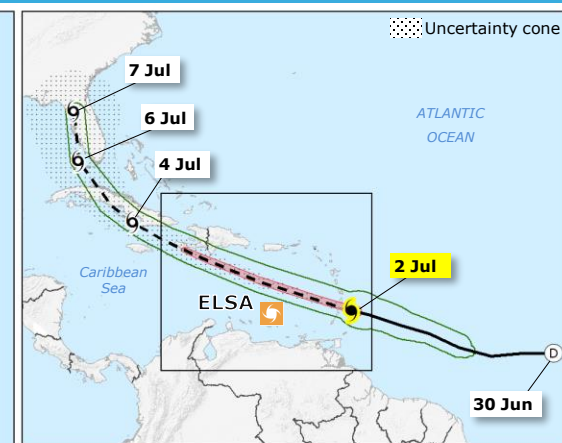 Uncertainty cone
7 Jul
ATLANTIC
OCEAN
6 Jul
4 Jul
2 Jul
Caribbean
Sea
ELSA
D
30 Jun